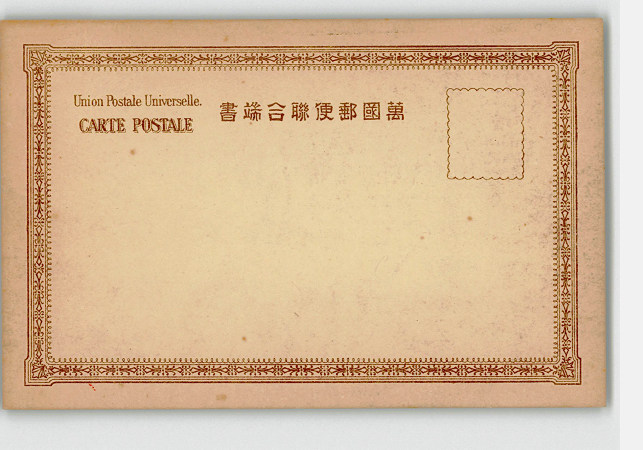 Union Postale Universelle.
CARTE POSTALE
萬國郵便聯合端書